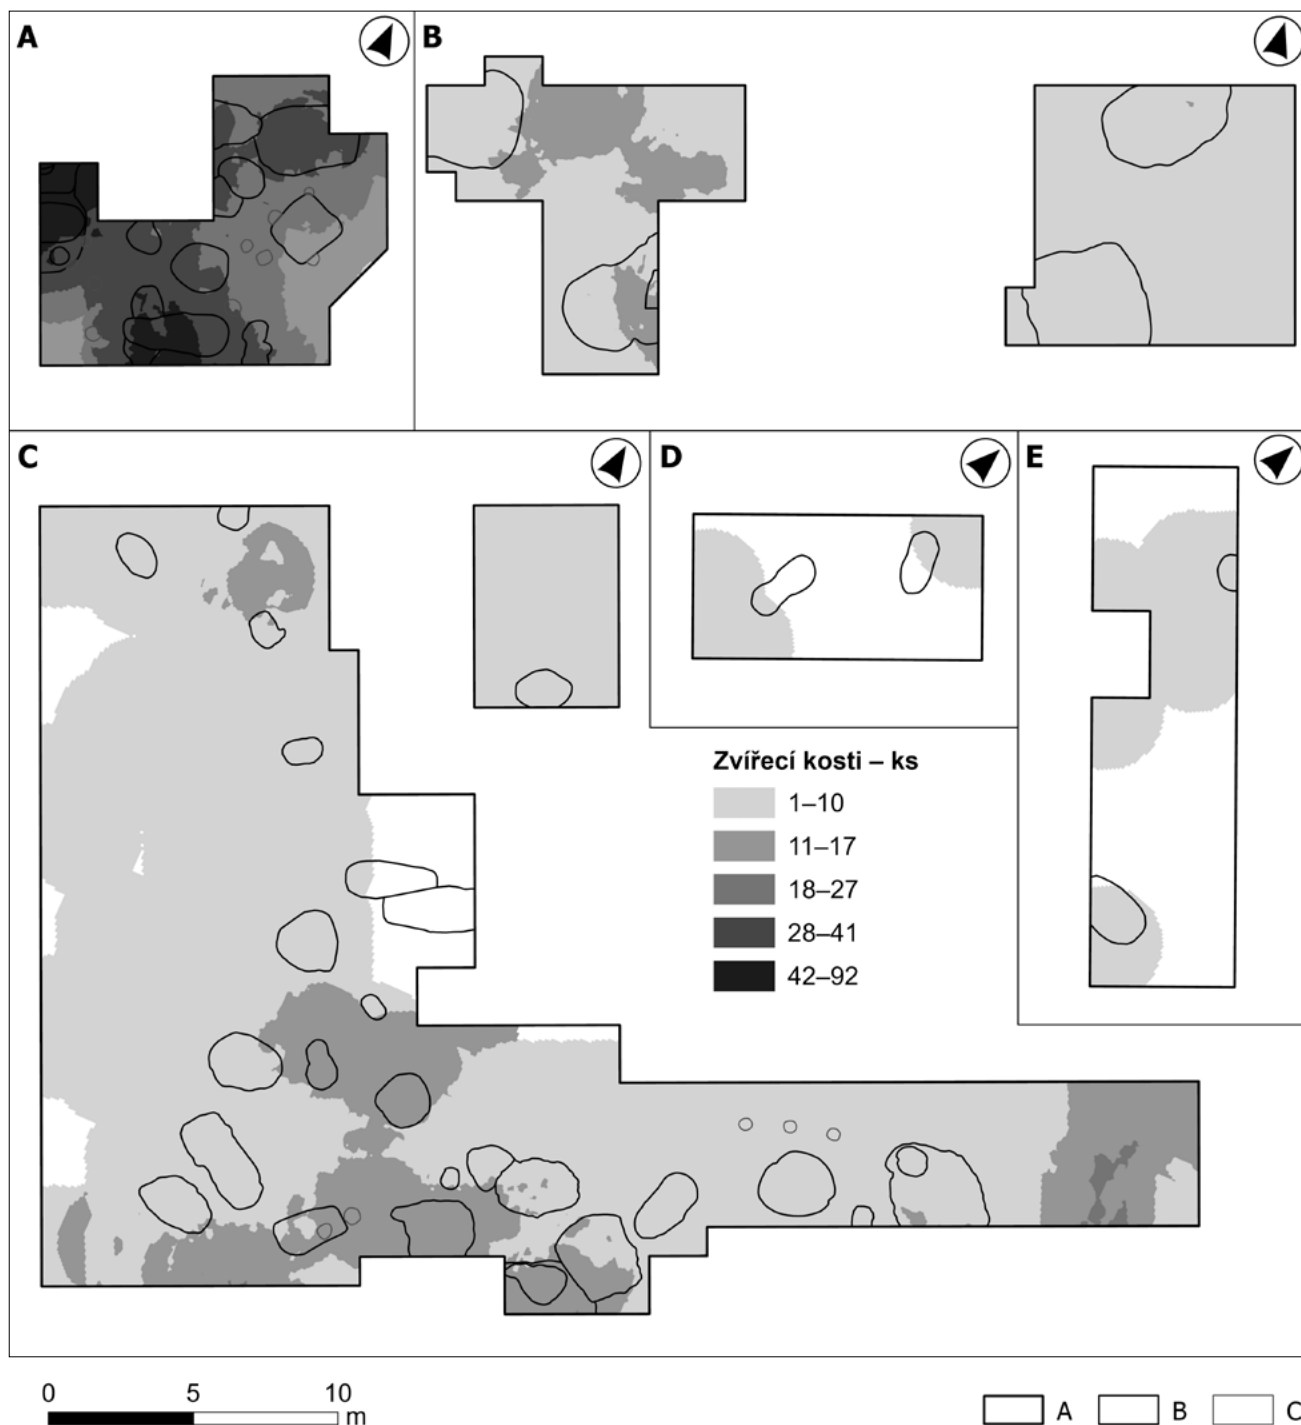 A
B
C
D
E
Zvířecí kosti – ks
1–10
11–17
18–27
28–41
42–92
0 5 10 m
A B C